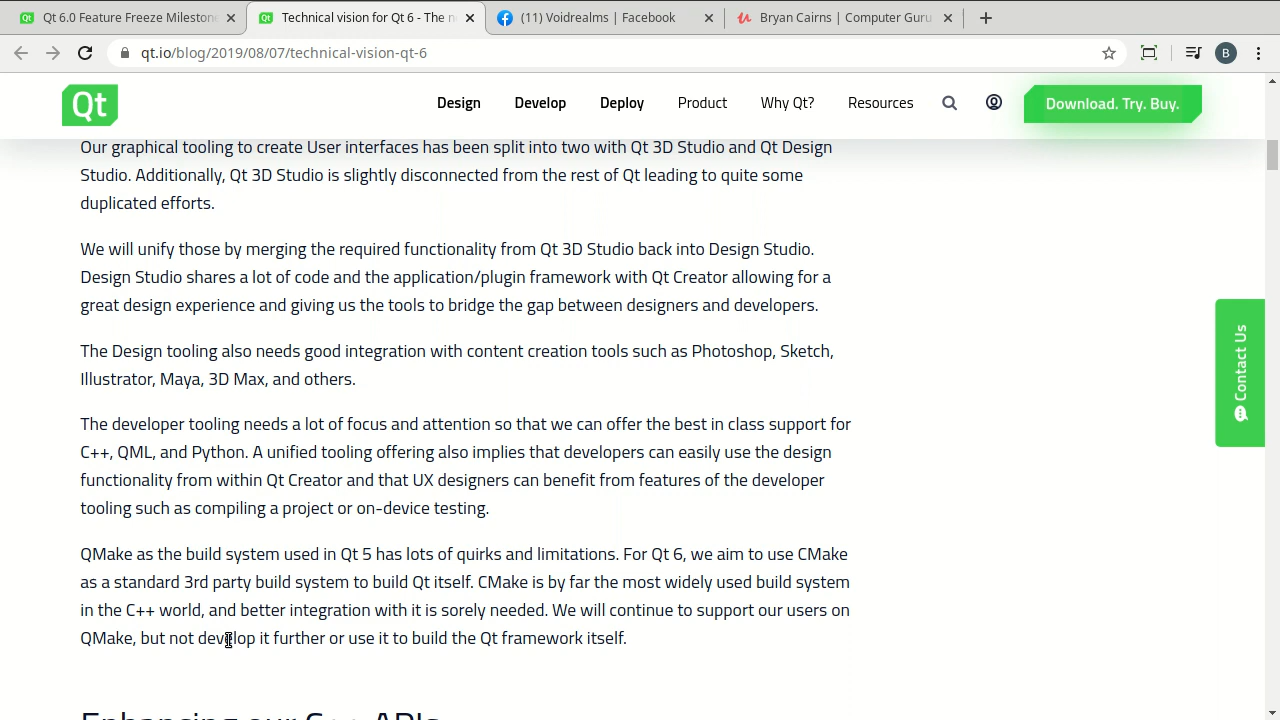 Qt 6.0 Feature Freeze Milestone
Technical vision for Qt 6 - The n
(11) Voidrealms | Facebook
Bryan Cairns | Computer Guru
qt.io/blog/2019/08/07/technical-vision-qt-6
B
Qt
Design
Develop
Deploy
Product
Why Qt?
Resources
Download. Try. Buy.
Our graphical tooling to create User interfaces has been split into two with Qt 3D Studio and Qt Design
Studio. Additionally, Qt 3D Studio is slightly disconnected from the rest of Qt leading to quite some
duplicated efforts.
We will unify those by merging the required functionality from Qt 3D Studio back into Design Studio.
Design Studio shares a lot of code and the application/plugin framework with Qt Creator allowing for a
great design experience and giving us the tools to bridge the gap between designers and developers.
The Design tooling also needs good integration with content creation tools such as Photoshop, Sketch,
Illustrator, Maya, 3D Max, and others.
The developer tooling needs a lot of focus and attention so that we can offer the best in class support for
C++, QML, and Python. A unified tooling offering also implies that developers can easily use the design
functionality from within Qt Creator and that UX designers can benefit from features of the developer
tooling such as compiling a project or on-device testing.
QMake as the build system used in Qt 5 has lots of quirks and limitations. For Qt 6, we aim to use CMake
as a standard 3rd party build system to build Qt itself. CMake is by far the most widely used build system
in the C++ world, and better integration with it is sorely needed. We will continue to support our users on
QMake, but not develop it further or use it to build the Qt framework itself.
Enhancing our C++ APIs
Contact Us